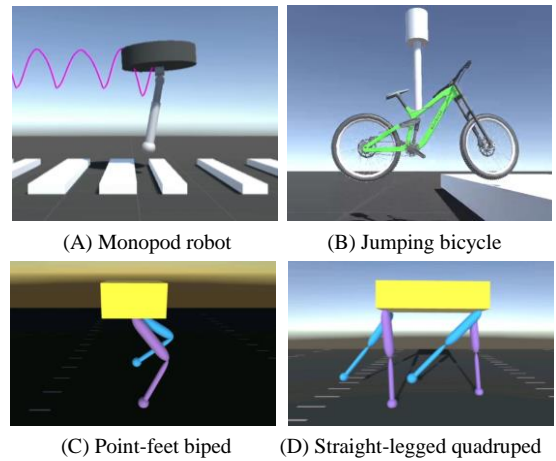 (A) Monopod robot
(B) Jumping bicycle
(C) Point-feet biped
(D) Straight-legged quadruped